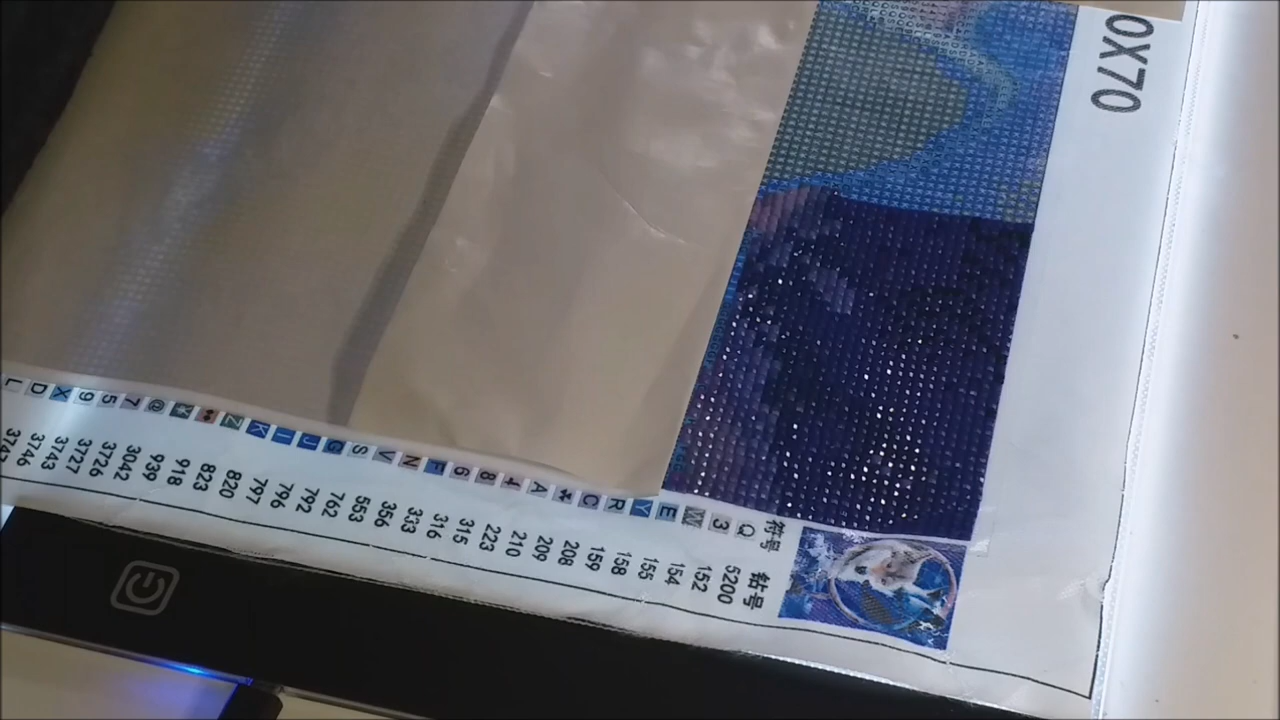 0X70
符号 钻号
Q 5200
3 152
W 154
E 155
Y 158
R 159
C 208
♣ 209
A 210
4 223
8 315
6 316
F 333
N 356
V 553
S 762
G 792
J 796
I 797
K 820
Z 823
918
★ 939
@ 3042
7 3726
5 3727
9 3743
X 3746
D
L